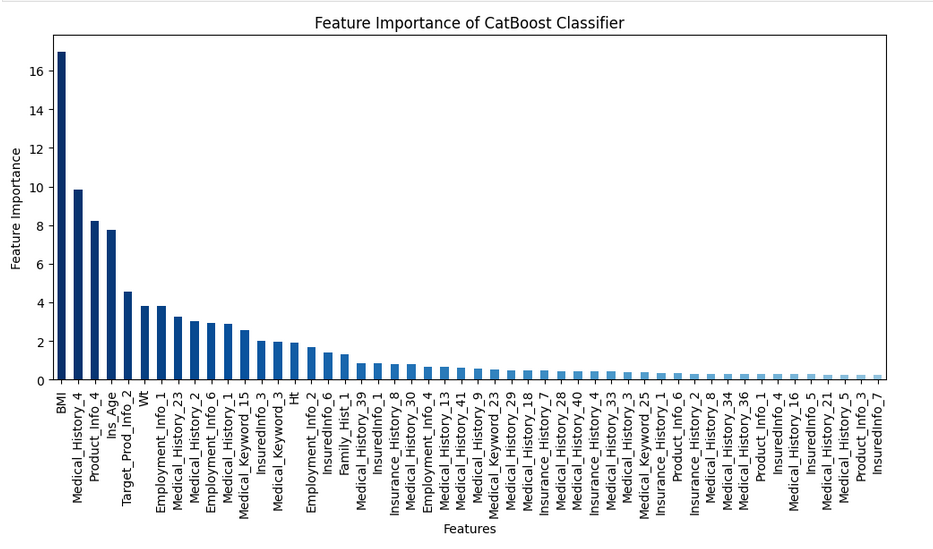 Feature Importance of CatBoost Classifier
Feature Importance
16
14
12
10
8
6
4
2
0
BMI
Medical_History_4
Product_Info_4
Ins_Age
Target_Prod_Info_2
Wt
Employment_Info_1
Medical_History_23
Medical_History_2
Employment_Info_6
Medical_History_1
Medical_Keyword_15
InsuredInfo_3
Medical_Keyword_3
Ht
Employment_Info_2
InsuredInfo_6
Family_Hist_1
Medical_History_39
InsuredInfo_1
Insurance_History_8
Medical_History_30
Employment_Info_4
Medical_History_13
Medical_History_41
Medical_History_9
Medical_Keyword_23
Medical_History_29
Medical_History_18
Insurance_History_7
Medical_History_28
Medical_History_40
Insurance_History_4
Medical_History_33
Medical_History_3
Medical_Keyword_25
Insurance_History_1
Product_Info_6
Insurance_History_2
Medical_History_8
Medical_History_34
Medical_History_36
Product_Info_1
InsuredInfo_4
Medical_History_16
InsuredInfo_5
Medical_History_21
Medical_History_5
Product_Info_3
InsuredInfo_7
Features